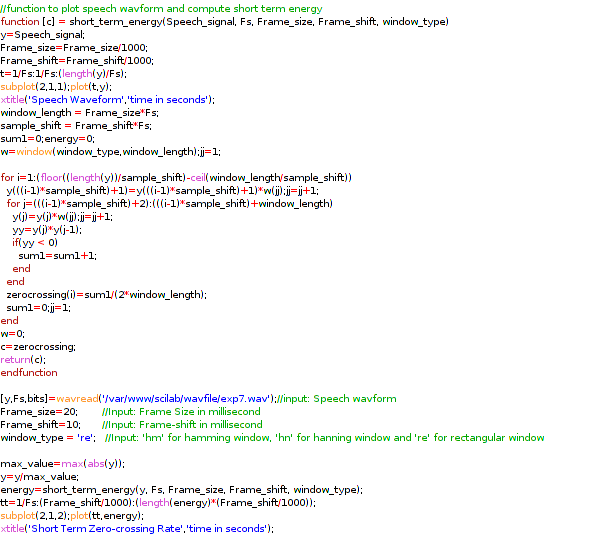 //function to plot speech wavform and compute short term energy
function [c] = short_term_energy(Speech_signal, Fs, Frame_size, Frame_shift, window_type)
y=Speech_signal;
Frame_size=Frame_size/1000;
Frame_shift=Frame_shift/1000;
t=1/Fs:1/Fs:(length(y)/Fs);
subplot(2,1,1);plot(t,y);
xtitle('Speech Waveform','time in seconds');
window_length = Frame_size*Fs;
sample_shift = Frame_shift*Fs;
sum1=0;energy=0;
w=window(window_type,window_length);jj=1;
for i=1:(floor((length(y))/sample_shift)-ceil(window_length/sample_shift))
y(((i-1)*sample_shift)+1)=y(((i-1)*sample_shift)+1)*w(jj);jj=jj+1;
for j=(((i-1)*sample_shift)+2):(((i-1)*sample_shift)+window_length)
y(j)=y(j)*w(jj);jj=jj+1;
yy=y(j)*y(j-1);
if(yy < 0)
sum1=sum1+1;
end
end
zerocrossing(i)=sum1/(2*window_length);
sum1=0;jj=1;
end
w=0;
c=zerocrossing;
return(c);
endfunction
[y,Fs,bits]=wavread('/var/www/scilab/wavfile/exp7.wav');//input: Speech wavform
Frame_size=20; //Input: Frame Size in millisecond
Frame_shift=10; //Input: Frame-shift in millisecond
window_type = 're'; //Input: 'hm' for hamming window, 'hn' for hanning window and 're' for rectangular window
max_value=max(abs(y));
y=y/max_value;
energy=short_term_energy(y, Fs, Frame_size, Frame_shift, window_type);
tt=1/Fs:(Frame_shift/1000):(length(energy)*(Frame_shift/1000));
subplot(2,1,2);plot(tt,energy);
xtitle('Short Term Zero-crossing Rate','time in seconds');